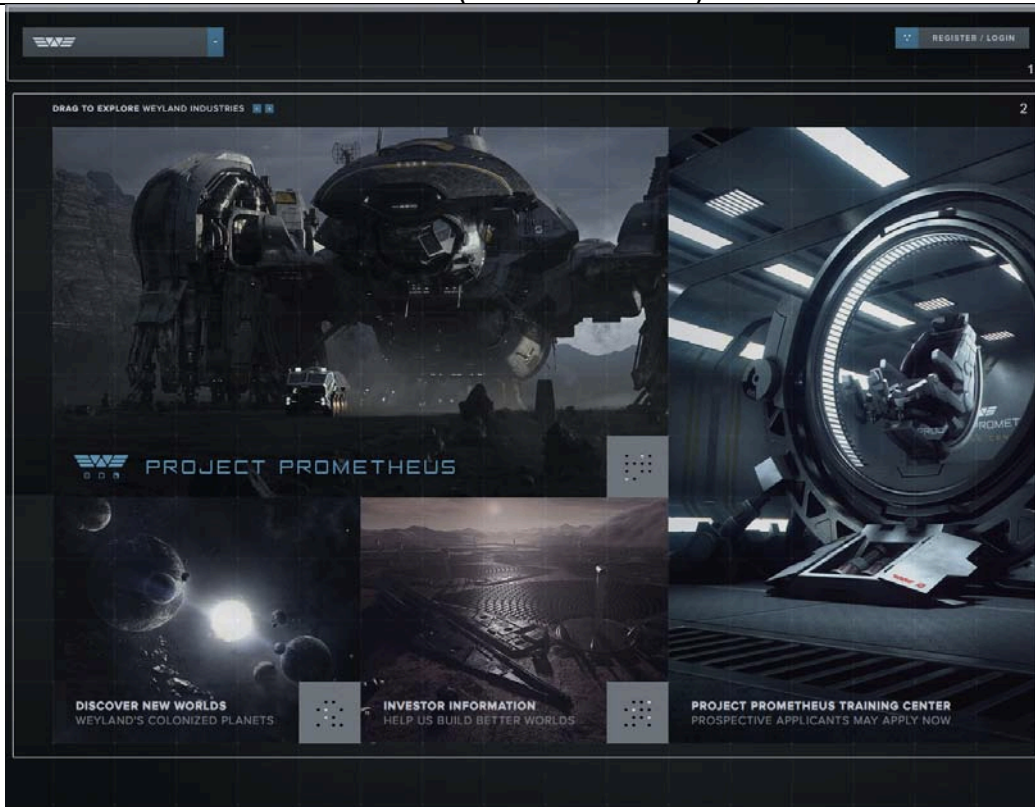 REGISTER / LOGIN
1
DRAG TO EXPLORE WEYLAND INDUSTRIES
2
PROJECT PROMETHEUS
DISCOVER NEW WORLDS
WEYLAND'S COLONIZED PLANETS
INVESTOR INFORMATION
HELP US BUILD BETTER WORLDS
PROJECT PROMETHEUS TRAINING CENTER
PROSPECTIVE APPLICANTS MAY APPLY NOW